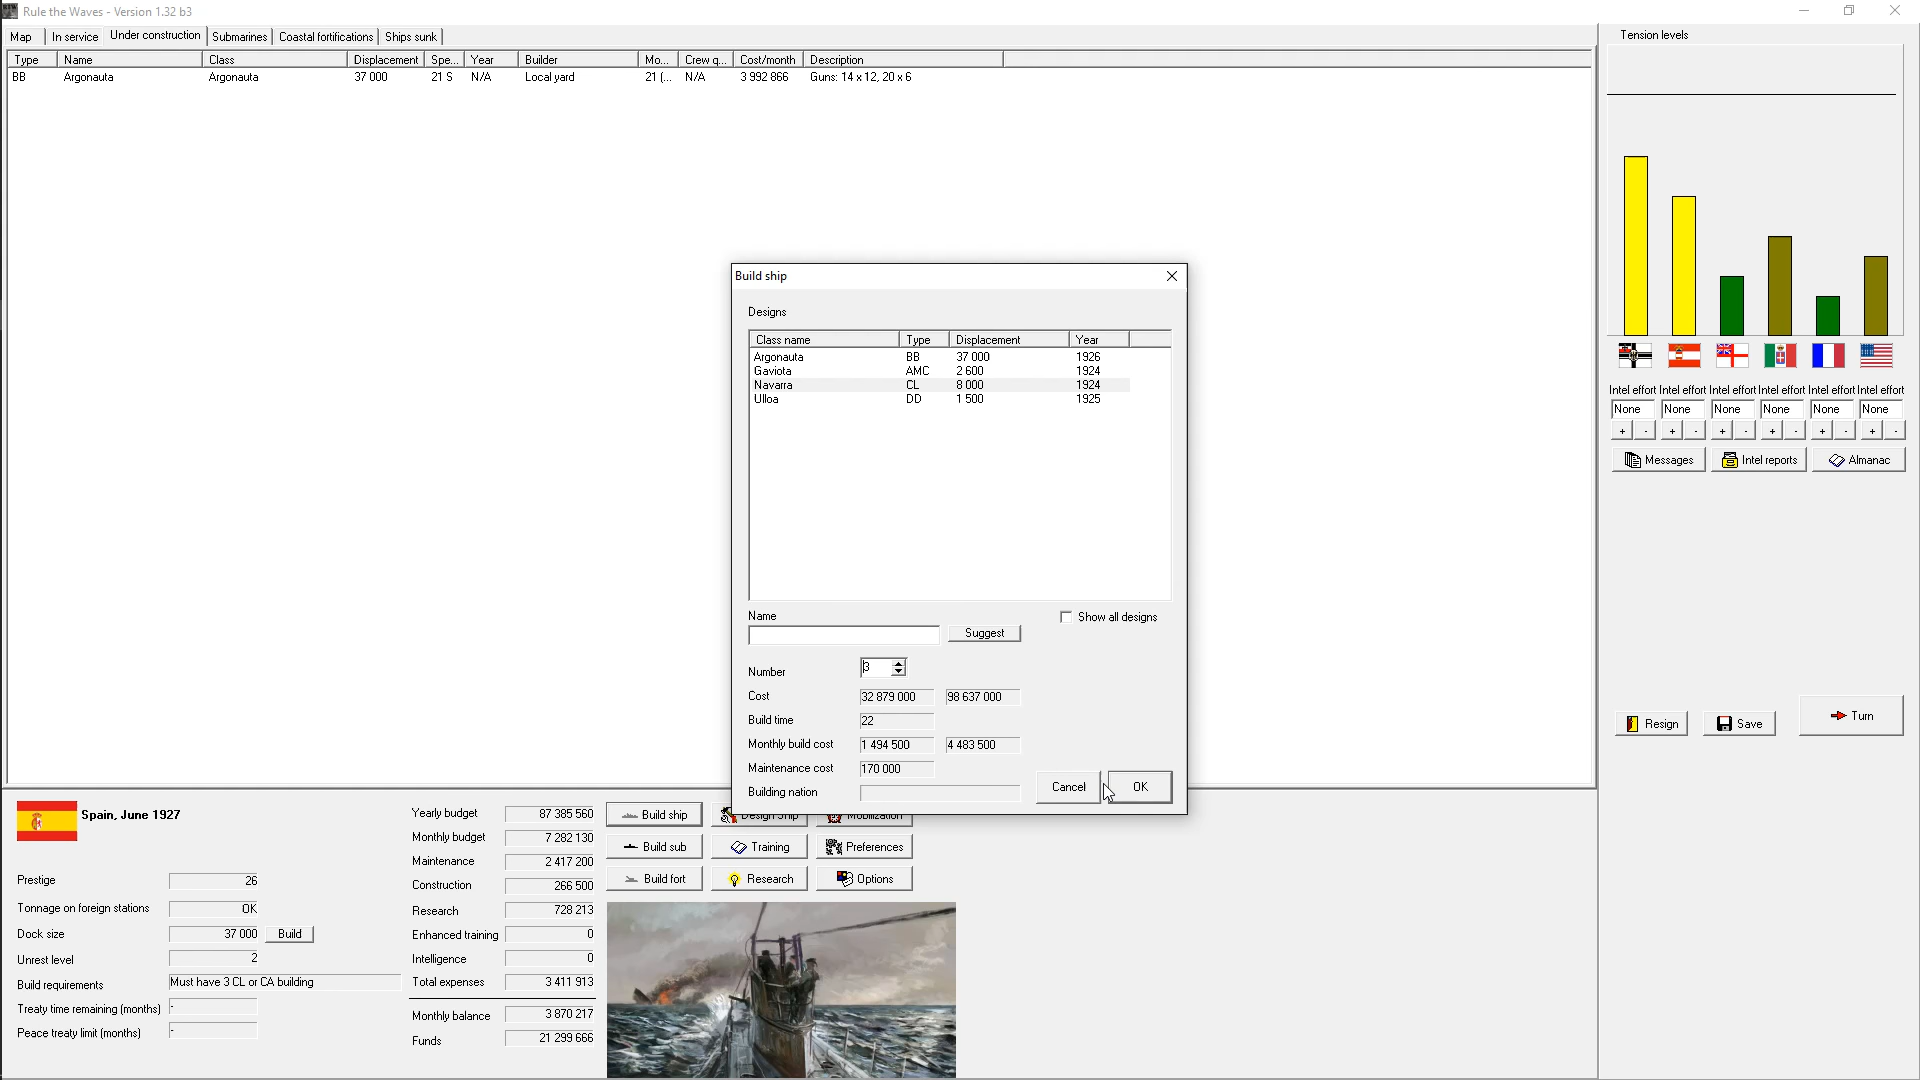 Rule the Waves - Version 1.32 b3
Map In service Under construction Submarines Coastal fortifications Ships sunk
Type Name Class Displacement Spe... Year Builder Mo... Crew q... Cost/month Description
BB Argonauta Argonauta 37 000 21 S N/A Local yard 21 (... N/A 3 992 866 Guns: 14 x 12, 20 x 6
Tension levels
Intel effort Intel effort Intel effort Intel effort Intel effort Intel effort
None None None None None None
+ - + - + - + - + - + -
Messages Intel reports Almanac
Resign Save Turn
Build ship
Designs
Class name Type Displacement Year
Argonauta BB 37 000 1926
Gaviota AMC 2 600 1924
Navarra CL 8 000 1924
Ulloa DD 1 500 1925
Name
Show all designs
Suggest
Number 3
Cost 32 879 000 98 637 000
Build time 22
Monthly build cost 1 494 500 4 483 500
Maintenance cost 170 000
Building nation
Cancel OK
Spain, June 1927
Prestige 26
Tonnage on foreign stations OK
Dock size 37 000 Build
Unrest level 2
Build requirements Must have 3 CL or CA building
Treaty time remaining (months) -
Peace treaty limit (months) -
Yearly budget 87 385 560
Monthly budget 7 282 130
Maintenance 2 417 200
Construction 266 500
Research 728 213
Enhanced training 0
Intelligence 0
Total expenses 3 411 913
Monthly balance 3 870 217
Funds 21 299 666
Build ship Design Ship Mobilization
Build sub Training Preferences
Build fort Research Options